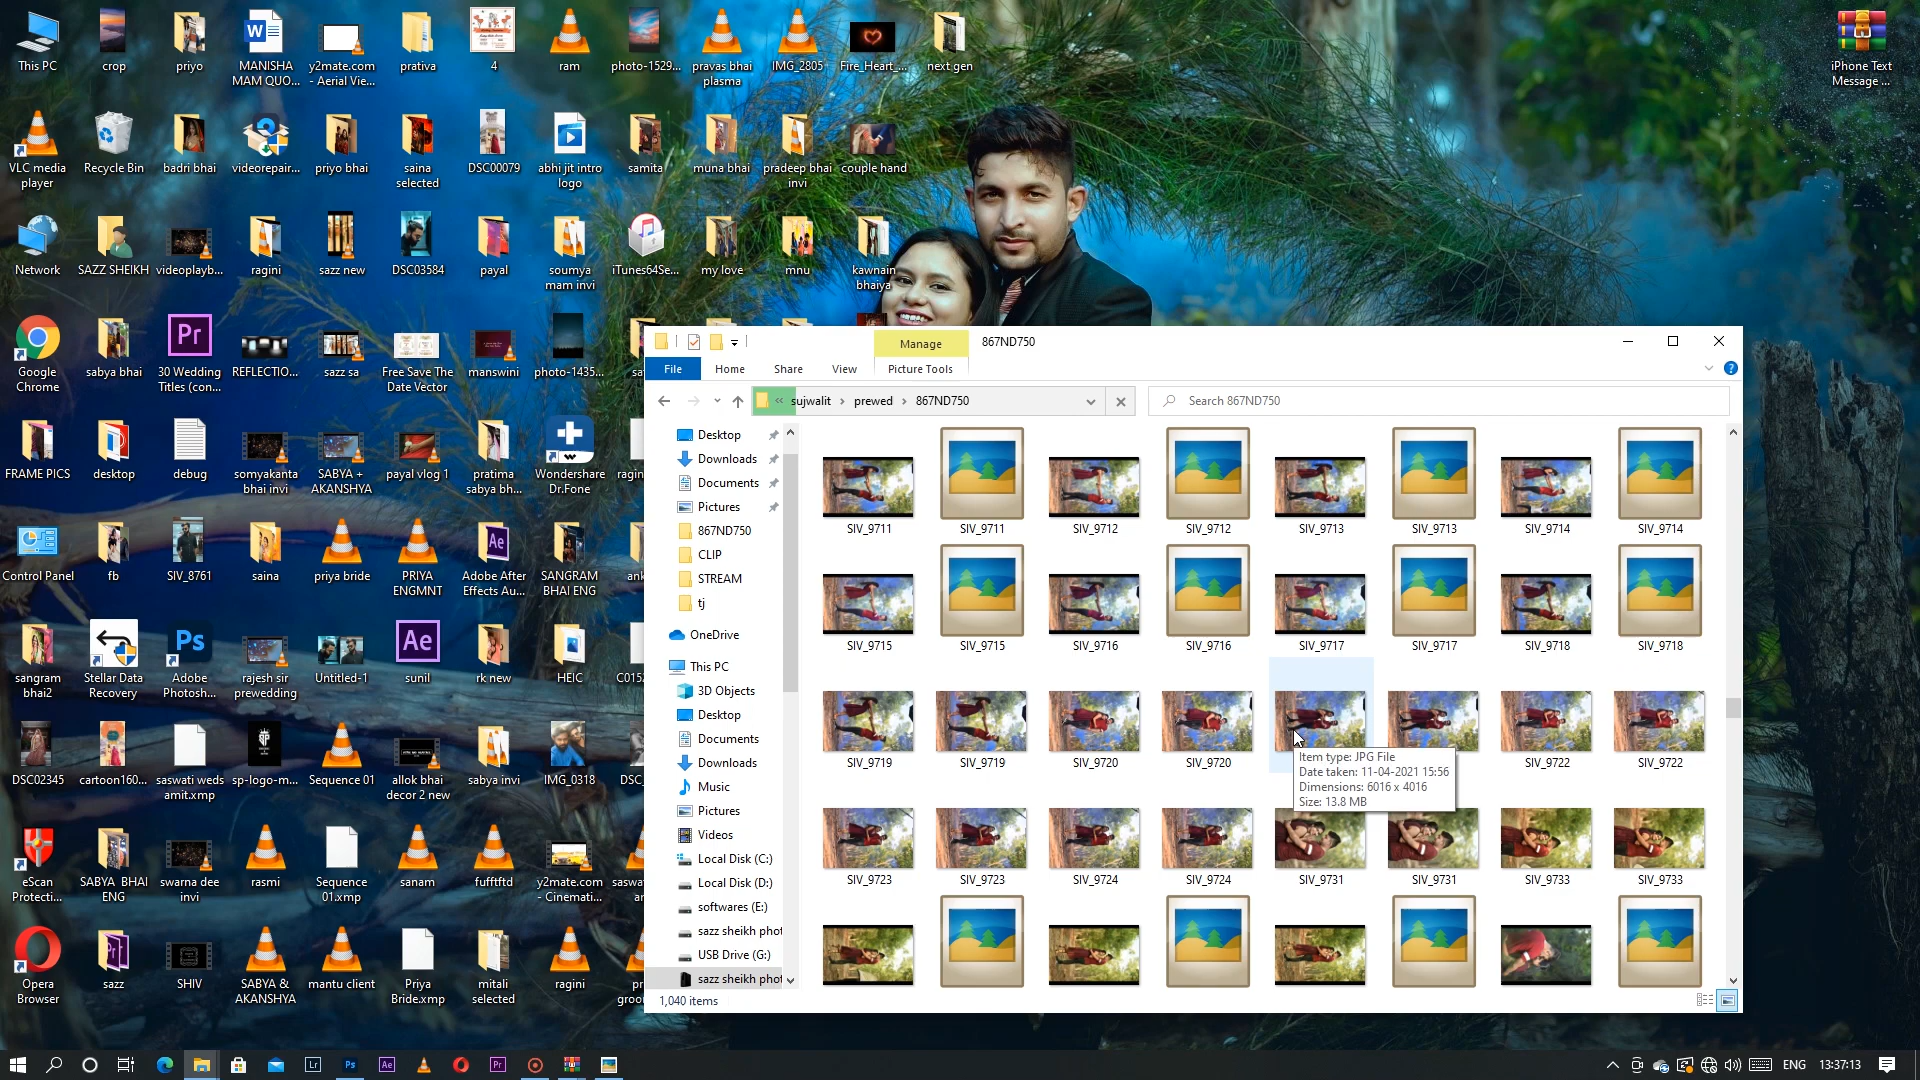 This PC
crop
priyo
MANISHA
MAM QUO...
y2mate.com
- Aerial Vie...
prativa
4
ram
photo-1529...
pravas bhai
plasma
IMG_2805
Fire_Heart_...
next gen
iPhone Text
Message ...
VLC media
player
Recycle Bin
badri bhai
videorepair...
priyo bhai
saina
selected
DSC00079
abhi jit intro
logo
samita
muna bhai
pradeep bhai
invi
couple hand
Network
SAZZ SHEIKH
videoplayb...
ragini
sazz new
DSC03584
payal
soumya
mam invi
iTunes64Se...
my love
mnu
kawnain
bhaiya
Google
Chrome
sabya bhai
Pr
30 Wedding
Titles (con...
REFLECTIO...
sazz sa
Free Save The
Date Vector
manswini
photo-1435...
FRAME PICS
desktop
debug
somyakanta
bhai invi
SABYA +
AKANSHYA
payal vlog 1
pratima
sabya bh...
Wondershare
Dr.Fone
ragin
Control Panel
fb
SIV_8761
saina
priya bride
PRIYA
ENGMNT
Ae
Adobe After
Effects Au...
SANGRAM
BHAI ENG
ank
sangram
bhai2
Stellar Data
Recovery
Ps
Adobe
Photosh...
rajesh sir
prewedding
Untitled-1
Ae
sunil
rk new
HEIC
C015
DSC02345
cartoon160...
saswati weds
amit.xmp
sp-logo-m...
Sequence 01
allok bhai
decor 2 new
sabya invi
IMG_0318
DSC_
eScan
Protecti...
SABYA BHAI
ENG
swarna dee
invi
rasmi
Sequence
01.xmp
sanam
fufftftd
y2mate.com
- Cinemati...
saswa
Opera
Browser
sazz
SHIV
SABYA &
AKANSHYA
mantu client
Priya
Bride.xmp
mitali
selected
ragini
pri
groo
Manage
867ND750
File
Home
Share
View
Picture Tools
« sujwalit › prewed › 867ND750
Search 867ND750
Desktop
Downloads
Documents
Pictures
867ND750
CLIP
STREAM
tj
OneDrive
This PC
3D Objects
Desktop
Documents
Downloads
Music
Pictures
Videos
Local Disk (C:)
Local Disk (D:)
softwares (E:)
sazz sheikh phot
USB Drive (G:)
sazz sheikh phot
SIV_9711
SIV_9711
SIV_9712
SIV_9712
SIV_9713
SIV_9713
SIV_9714
SIV_9714
SIV_9715
SIV_9715
SIV_9716
SIV_9716
SIV_9717
SIV_9717
SIV_9718
SIV_9718
SIV_9719
SIV_9719
SIV_9720
SIV_9720
SIV_9722
SIV_9722
Item type: JPG File
Date taken: 11-04-2021 15:56
Dimensions: 6016 x 4016
Size: 13.8 MB
SIV_9723
SIV_9723
SIV_9724
SIV_9724
SIV_9731
SIV_9731
SIV_9733
SIV_9733
1,040 items
Lr
Ps
Ae
Pr
ENG
13:37:13